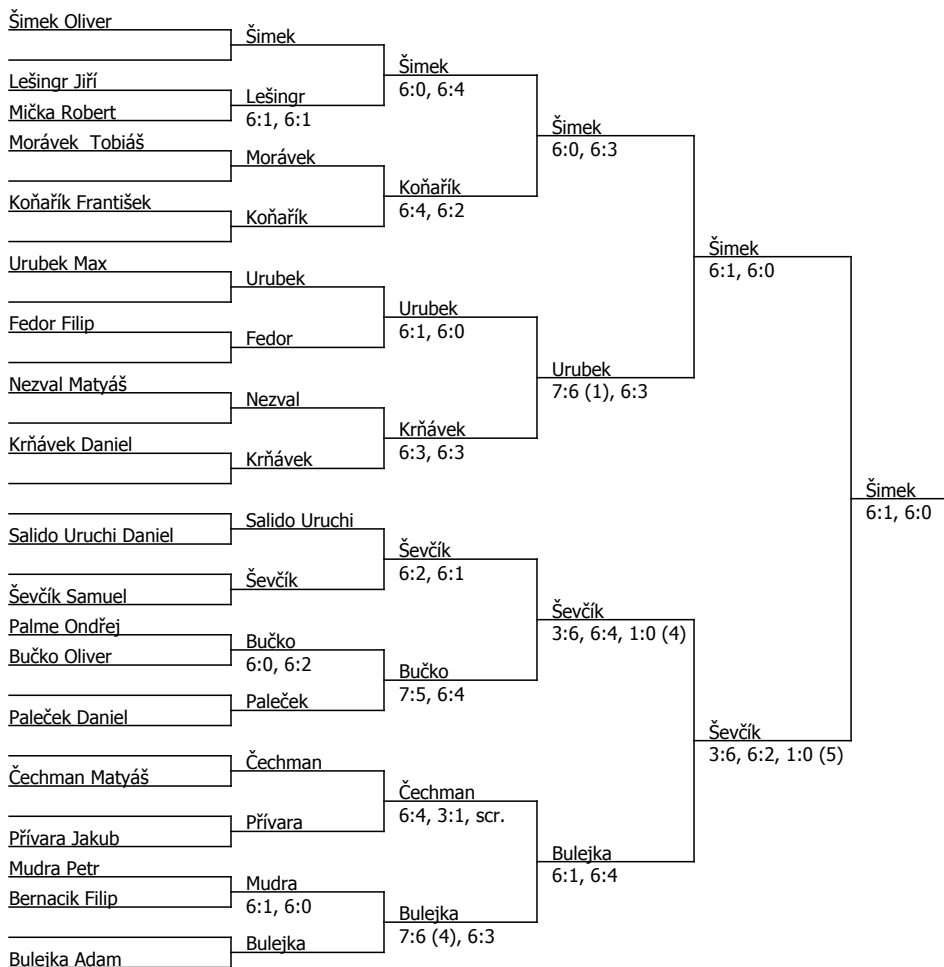 Šimek Oliver
Lešingr Jiří
Mička Robert
Morávek Tobiáš
Koňařík František
Urubek Max
Fedor Filip
Nezval Matyáš
Krňávek Daniel
Salido Uruchi Daniel
Ševčík Samuel
Palme Ondřej
Bučko Oliver
Paleček Daniel
Čechman Matyáš
Přívara Jakub
Mudra Petr
Bernacik Filip
Bulejka Adam
Šimek
Lešingr
6:1, 6:1
Morávek
Koňařík
Urubek
Fedor
Nezval
Krňávek
Salido Uruchi
Ševčík
Bučko
6:0, 6:2
Paleček
Čechman
Přívara
Mudra
6:1, 6:0
Bulejka
Šimek
6:0, 6:4
Koňařík
6:4, 6:2
Urubek
6:1, 6:0
Krňávek
6:3, 6:3
Ševčík
6:2, 6:1
Bučko
7:5, 6:4
Čechman
6:4, 3:1, scr.
Bulejka
7:6 (4), 6:3
Šimek
6:0, 6:3
Urubek
7:6 (1), 6:3
Ševčík
3:6, 6:4, 1:0 (4)
Bulejka
6:1, 6:4
Šimek
6:1, 6:0
Ševčík
3:6, 6:2, 1:0 (5)
Šimek
6:1, 6:0